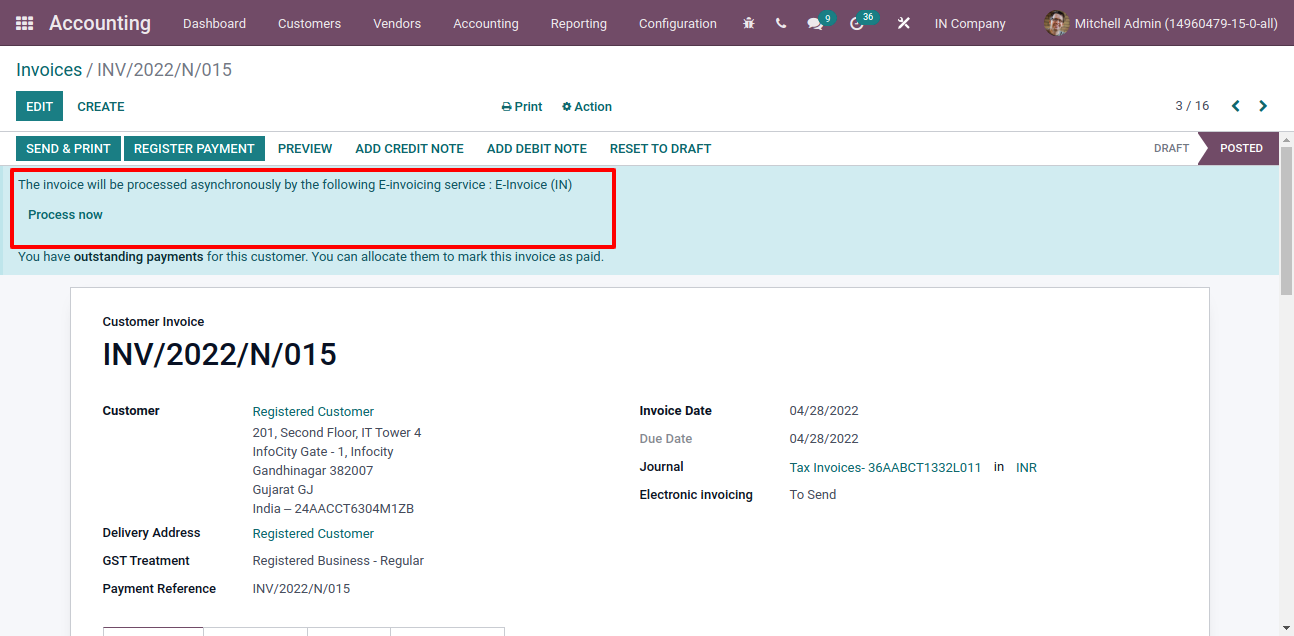 Accounting Dashboard Customers Vendors Accounting Reporting Configuration 9 36 IN Company Mitchell Admin (14960479-15-0-all)
Invoices / INV/2022/N/015
EDIT CREATE Print Action 3 / 16
SEND & PRINT REGISTER PAYMENT PREVIEW ADD CREDIT NOTE ADD DEBIT NOTE RESET TO DRAFT DRAFT POSTED
The invoice will be processed asynchronously by the following E-invoicing service : E-Invoice (IN)
Process now
You have outstanding payments for this customer. You can allocate them to mark this invoice as paid.
Customer Invoice
INV/2022/N/015
Customer Registered Customer
201, Second Floor, IT Tower 4
InfoCity Gate - 1, Infocity
Gandhinagar 382007
Gujarat GJ
India – 24AACCT6304M1ZB
Delivery Address Registered Customer
GST Treatment Registered Business - Regular
Payment Reference INV/2022/N/015
Invoice Date 04/28/2022
Due Date 04/28/2022
Journal Tax Invoices- 36AABCT1332L011 in INR
Electronic invoicing To Send